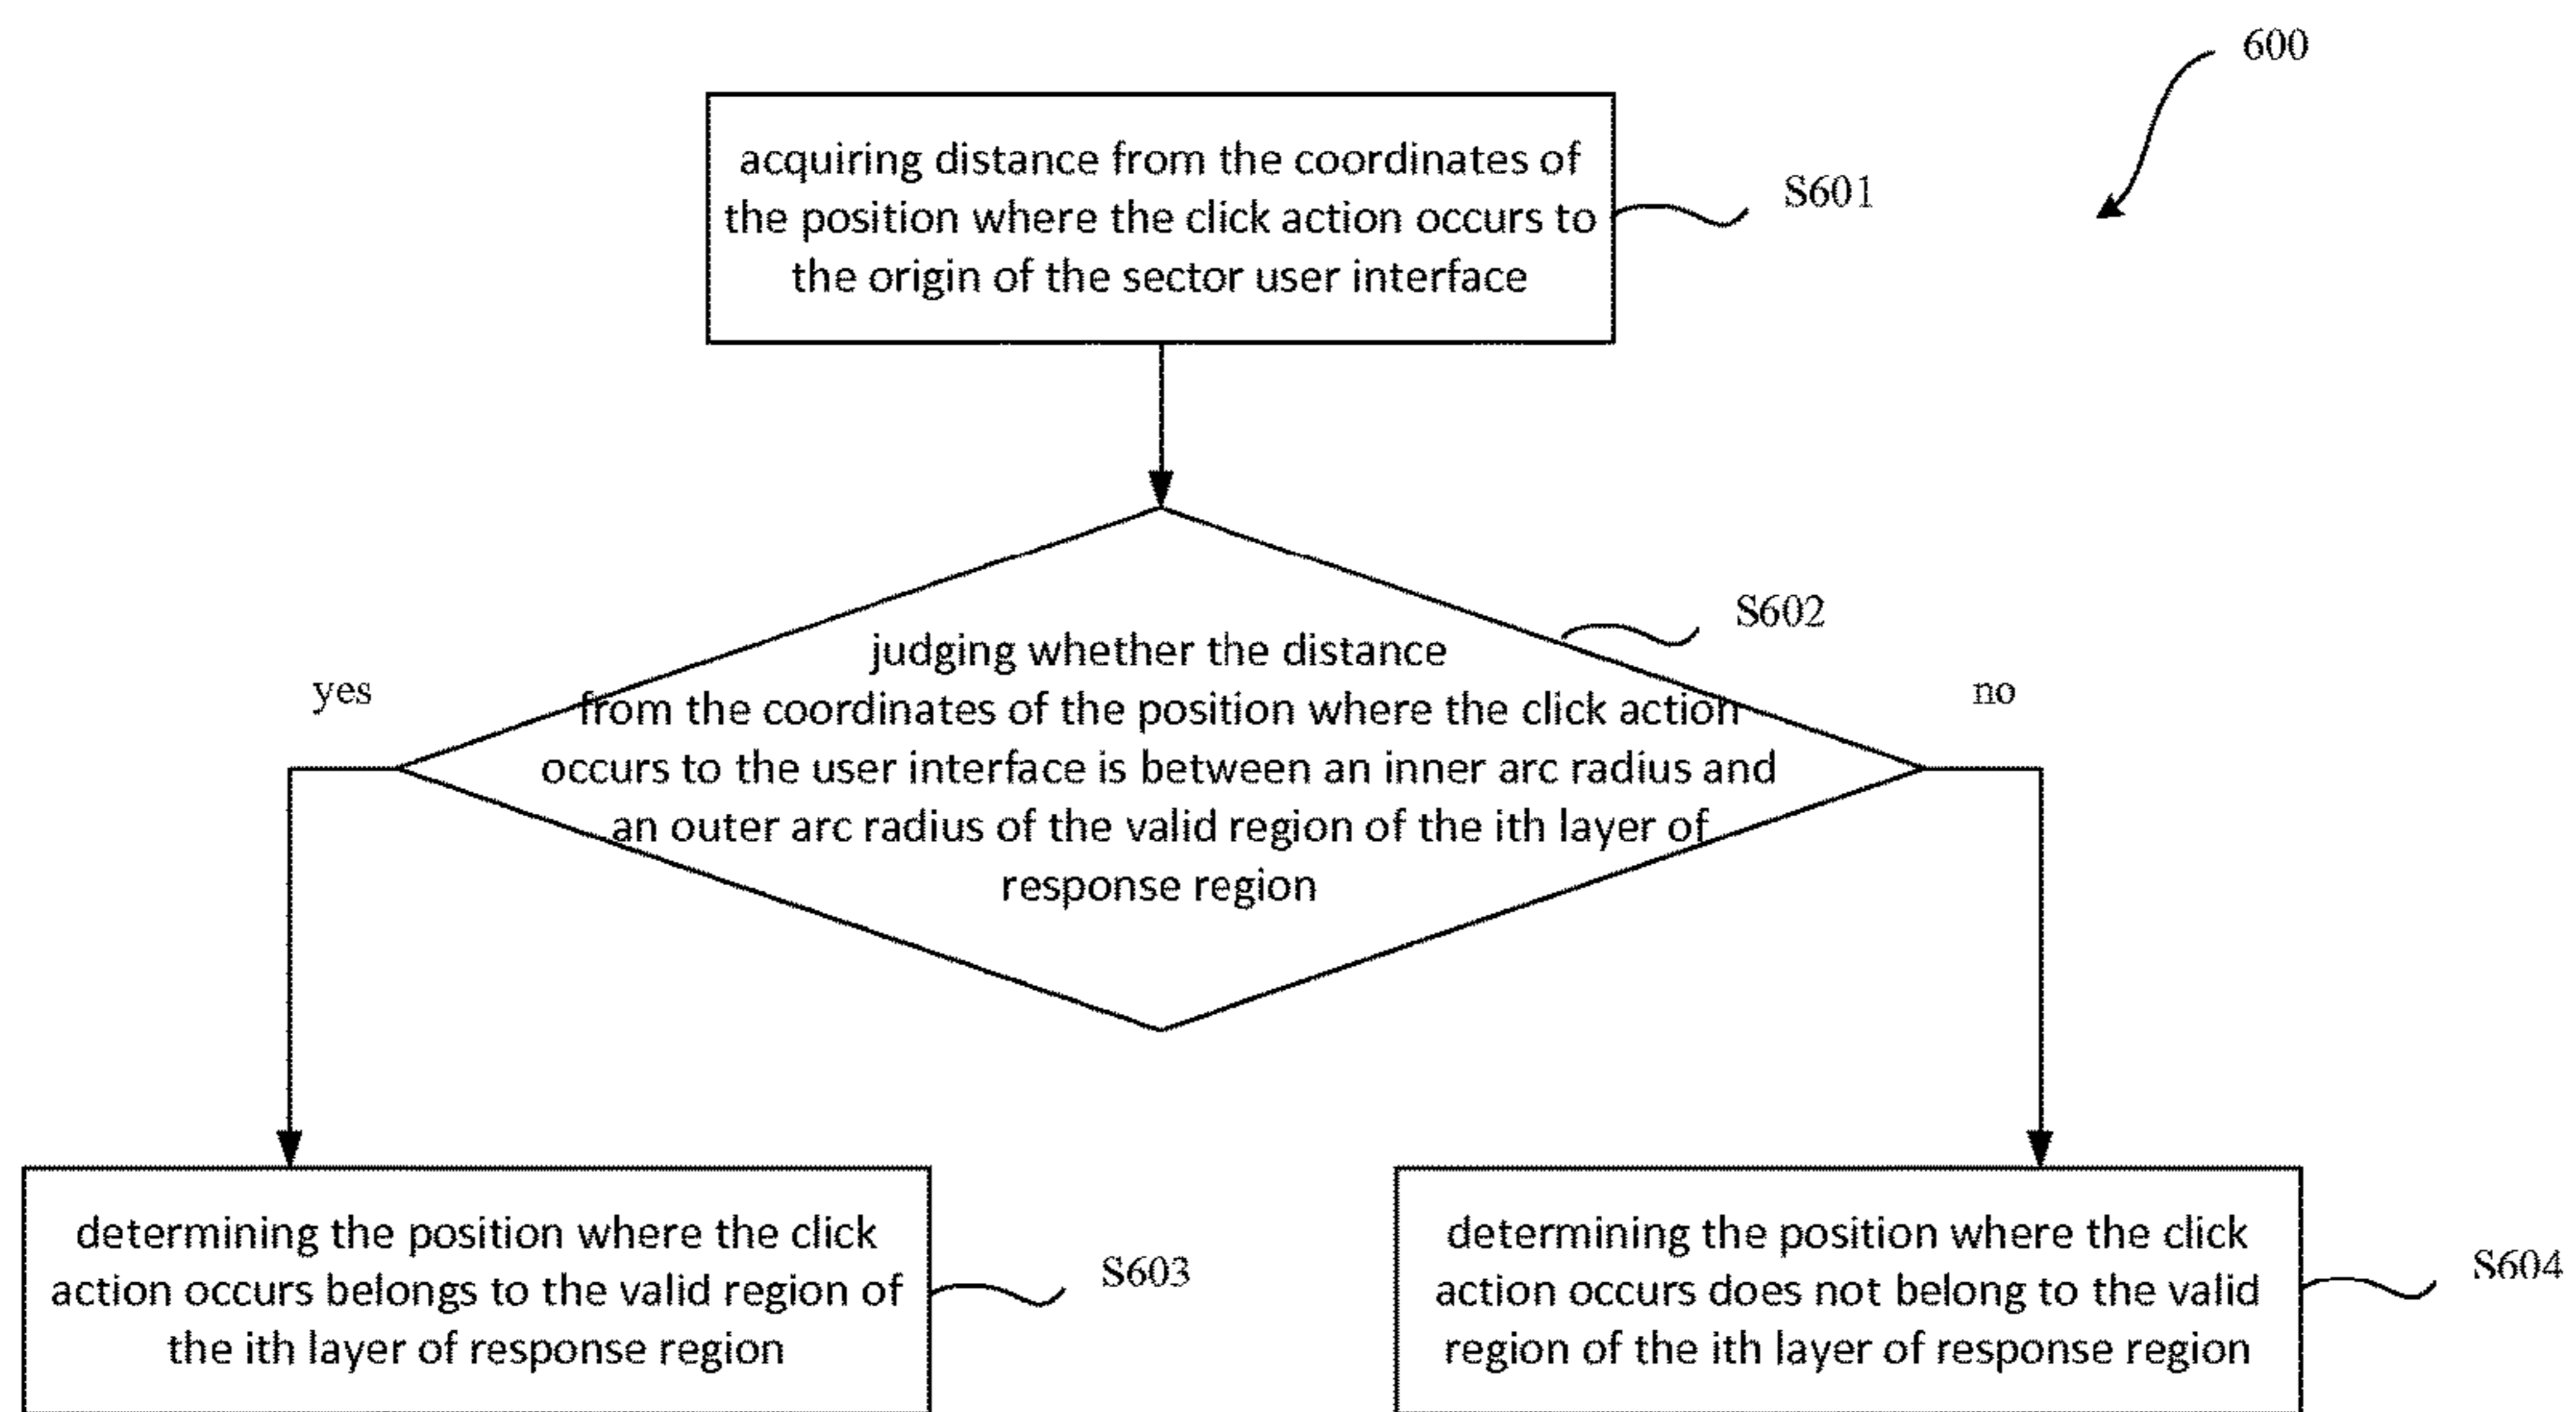 600
acquiring distance from the coordinates of
the position where the click action occurs to
the origin of the sector user interface
S601
S602
judging whether the distance
from the coordinates of the position where the click action
occurs to the user interface is between an inner arc radius and
an outer arc radius of the valid region of the ith layer of
response region
yes
no
determining the position where the click
action occurs belongs to the valid region of
the ith layer of response region
S603
determining the position where the click
action occurs does not belong to the valid
region of the ith layer of response region
S604